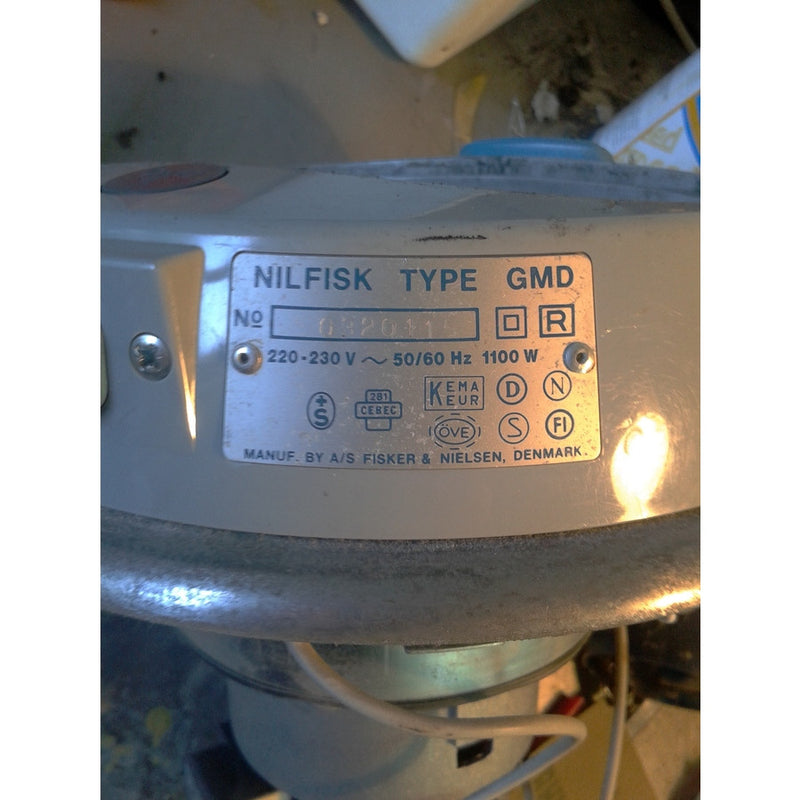 NILFISK TYPE GMD
No R
220-230 V ~ 50/60 Hz 1100 W
+S 281 CEBEC KEMA KEUR D N
ÖVE S FI
MANUF. BY A/S FISKER & NIELSEN, DENMARK.